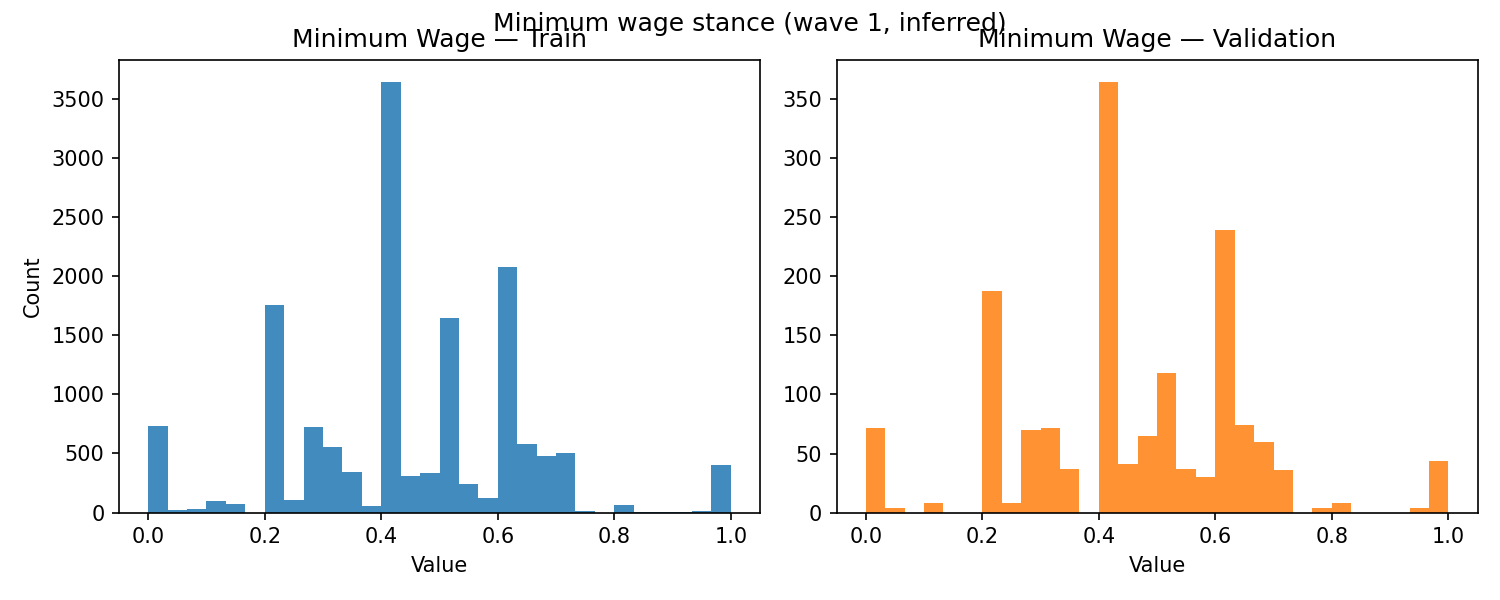 Minimum wage stance (wave 1, inferred)
Minimum Wage — Train
Minimum Wage — Validation
Count
3500
3000
2500
2000
1500
1000
500
0
0.0 0.2 0.4 0.6 0.8 1.0
Value
350
300
250
200
150
100
50
0
0.0 0.2 0.4 0.6 0.8 1.0
Value